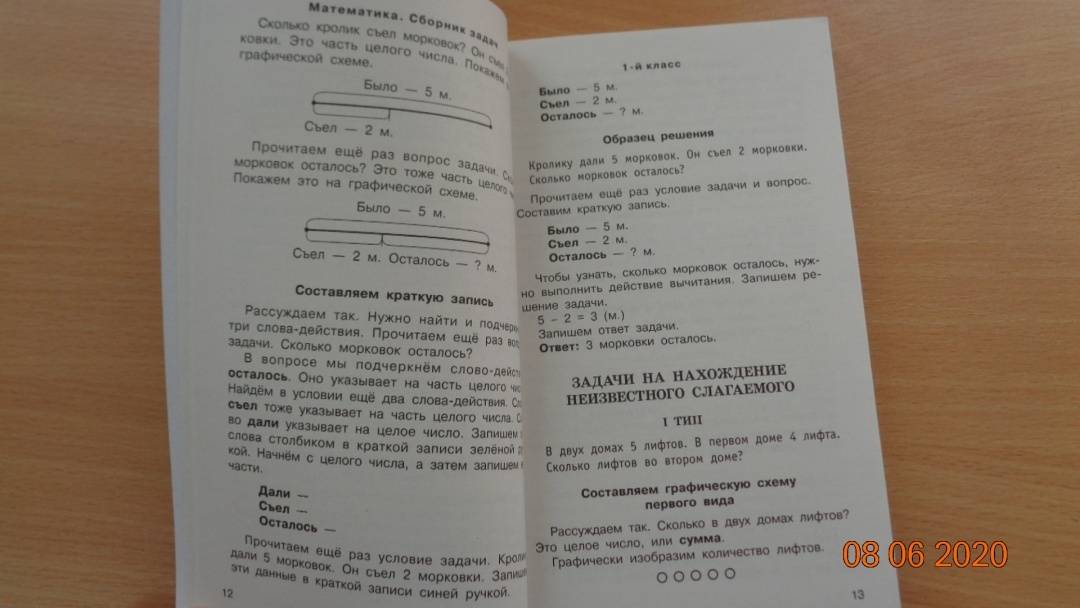 Математика. Сборник задач
Сколько кролик съел морковок? Он съел
ковки. Это часть целого числа. Покажем
графической схеме.
Было — 5 м.
Съел — 2 м.
Прочитаем ещё раз вопрос задачи.
морковок осталось? Это тоже часть целого
Покажем это на графической схеме.
Было — 5 м.
Съел — 2 м. Осталось — ? м.
Составляем краткую запись
Рассуждаем так. Нужно найти и подчеркн
три слова-действия. Прочитаем ещё раз воп
задачи. Сколько морковок осталось?
В вопросе мы подчеркнём слово-дейст
осталось. Оно указывает на часть целого чис
Найдём в условии ещё два слова-действия.
съел тоже указывает на часть целого числа.
во дали указывает на целое число. Запишем
слова столбиком в краткой записи зелёной
кой. Начнём с целого числа, а затем запишем
части.
Дали —
Съел —
Осталось —
Прочитаем ещё раз условие задачи. Кроли
дали 5 морковок. Он съел 2 морковки. Запиш
эти данные в краткой записи синей ручкой.
12
1-й класс
Было — 5 м.
Съел — 2 м.
Осталось — ? м.
Образец решения
Кролику дали 5 морковок. Он съел 2 морковки.
Сколько морковок осталось?
Прочитаем ещё раз условие задачи и вопрос.
Составим краткую запись.
Было — 5 м.
Съел — 2 м.
Осталось — ? м.
Чтобы узнать, сколько морковок осталось, нуж-
но выполнить действие вычитания. Запишем ре-
шение задачи.
5 – 2 = 3 (м.)
Запишем ответ задачи.
Ответ: 3 морковки осталось.
ЗАДАЧИ НА НАХОЖДЕНИЕ
НЕИЗВЕСТНОГО СЛАГАЕМОГО
I ТИП
В двух домах 5 лифтов. В первом доме 4 лифта.
Сколько лифтов во втором доме?
Составляем графическую схему
первого вида
Рассуждаем так. Сколько в двух домах лифтов?
Это целое число, или сумма.
Графически изобразим количество лифтов.
13
08 06 2020